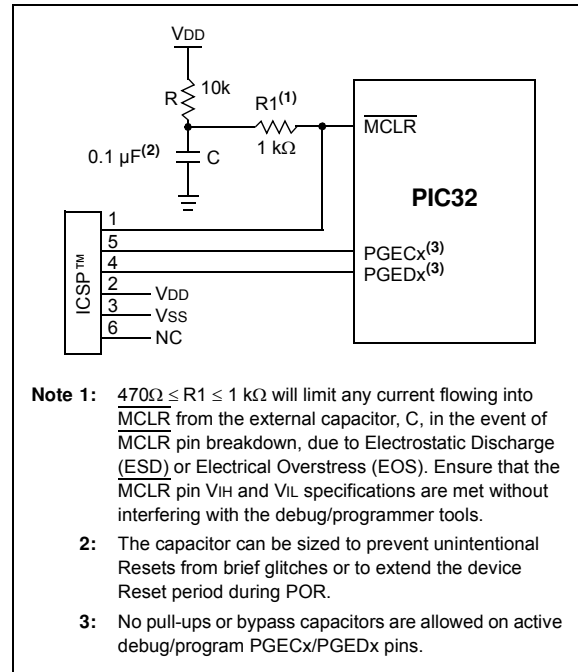 VDD
R 10k
R1(1)
1 kΩ
0.1 µF(2) C
MCLR
PIC32
ICSP™
1
5
4
2
3
6
PGECx(3)
PGEDx(3)
VDD
VSS
NC
Note 1: 470Ω ≤ R1 ≤ 1 kΩ will limit any current flowing into
MCLR from the external capacitor, C, in the event of
MCLR pin breakdown, due to Electrostatic Discharge
(ESD) or Electrical Overstress (EOS). Ensure that the
MCLR pin VIH and VIL specifications are met without
interfering with the debug/programmer tools.
2: The capacitor can be sized to prevent unintentional
Resets from brief glitches or to extend the device
Reset period during POR.
3: No pull-ups or bypass capacitors are allowed on active
debug/program PGECx/PGEDx pins.